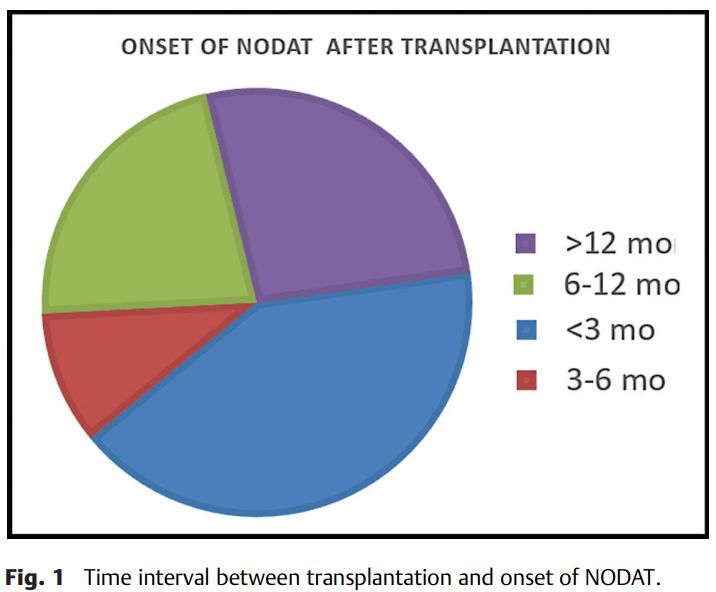 ONSET OF NODAT AFTER TRANSPLANTATION
>12 mo
6-12 mo
<3 mo
3-6 mo
Fig. 1 Time interval between transplantation and onset of NODAT.